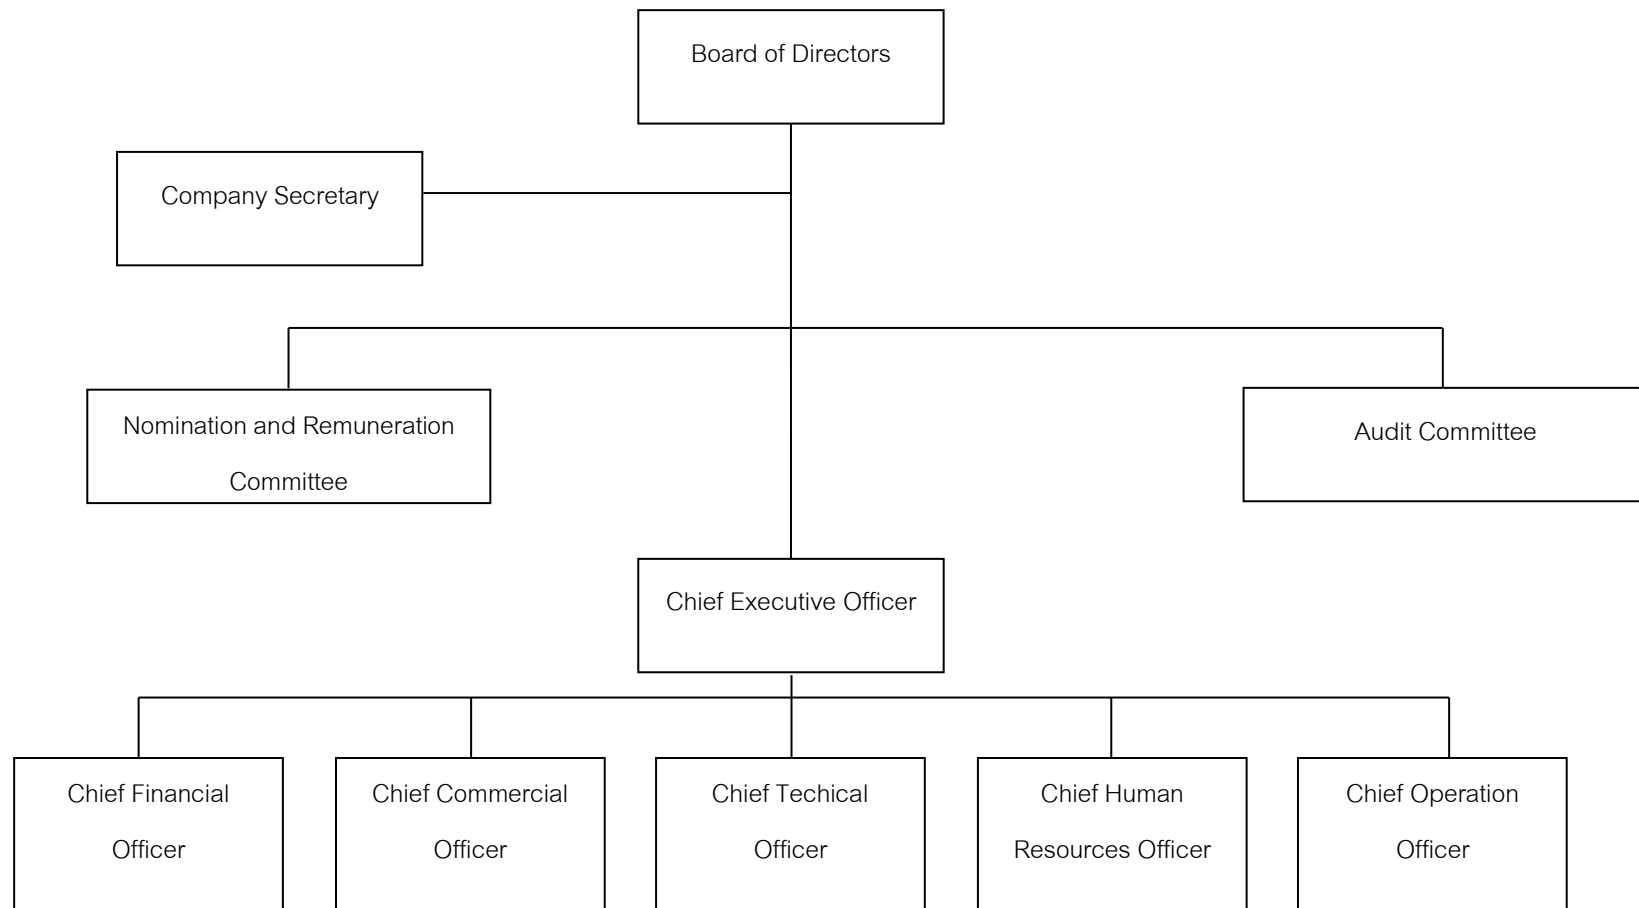 Board of Directors
Company Secretary
Nomination and Remuneration
Committee
Audit Committee
Chief Executive Officer
Chief Financial
Officer
Chief Commercial
Officer
Chief Techical
Officer
Chief Human
Resources Officer
Chief Operation
Officer